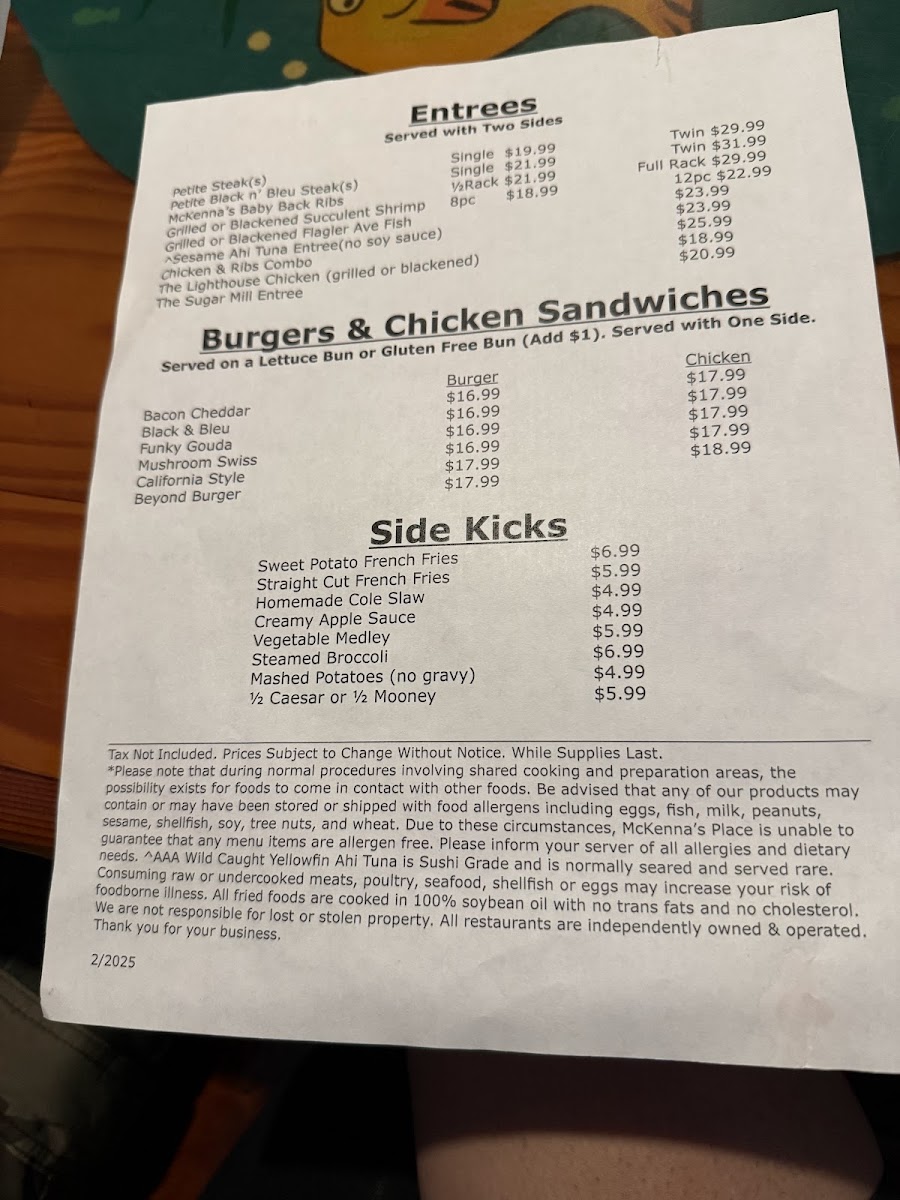 Entrees
Served with Two Sides
Petite Steak(s) Single $19.99 Twin $29.99
Petite Black n' Bleu Steak(s) Single $21.99 Twin $31.99
McKenna's Baby Back Ribs ½Rack $21.99 Full Rack $29.99
Grilled or Blackened Succulent Shrimp 8pc $18.99 12pc $22.99
Grilled or Blackened Flagler Ave Fish $23.99
^Sesame Ahi Tuna Entree(no soy sauce) $23.99
Chicken & Ribs Combo $25.99
The Lighthouse Chicken (grilled or blackened) $18.99
The Sugar Mill Entree $20.99
Burgers & Chicken Sandwiches
Served on a Lettuce Bun or Gluten Free Bun (Add $1). Served with One Side.
Burger Chicken
Bacon Cheddar $16.99 $17.99
Black & Bleu $16.99 $17.99
Funky Gouda $16.99 $17.99
Mushroom Swiss $16.99 $17.99
California Style $17.99 $18.99
Beyond Burger $17.99
Side Kicks
Sweet Potato French Fries $6.99
Straight Cut French Fries $5.99
Homemade Cole Slaw $4.99
Creamy Apple Sauce $4.99
Vegetable Medley $5.99
Steamed Broccoli $6.99
Mashed Potatoes (no gravy) $4.99
½ Caesar or ½ Mooney $5.99
Tax Not Included. Prices Subject to Change Without Notice. While Supplies Last.
*Please note that during normal procedures involving shared cooking and preparation areas, the
possibility exists for foods to come in contact with other foods. Be advised that any of our products may
contain or may have been stored or shipped with food allergens including eggs, fish, milk, peanuts,
sesame, shellfish, soy, tree nuts, and wheat. Due to these circumstances, McKenna's Place is unable to
guarantee that any menu items are allergen free. Please inform your server of all allergies and dietary
needs. ^AAA Wild Caught Yellowfin Ahi Tuna is Sushi Grade and is normally seared and served rare.
Consuming raw or undercooked meats, poultry, seafood, shellfish or eggs may increase your risk of
foodborne illness. All fried foods are cooked in 100% soybean oil with no trans fats and no cholesterol.
We are not responsible for lost or stolen property. All restaurants are independently owned & operated.
Thank you for your business.
2/2025